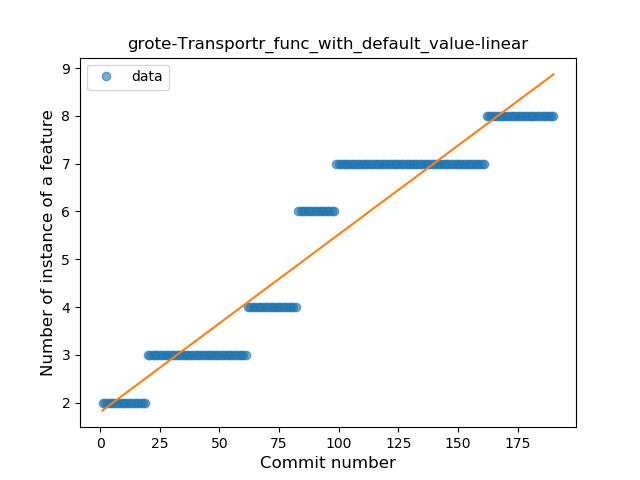 grote-Transportr_func_with_default_value-linear
data
Number of instance of a feature
9
8
7
6
5
4
3
2
0 25 50 75 100 125 150 175
Commit number